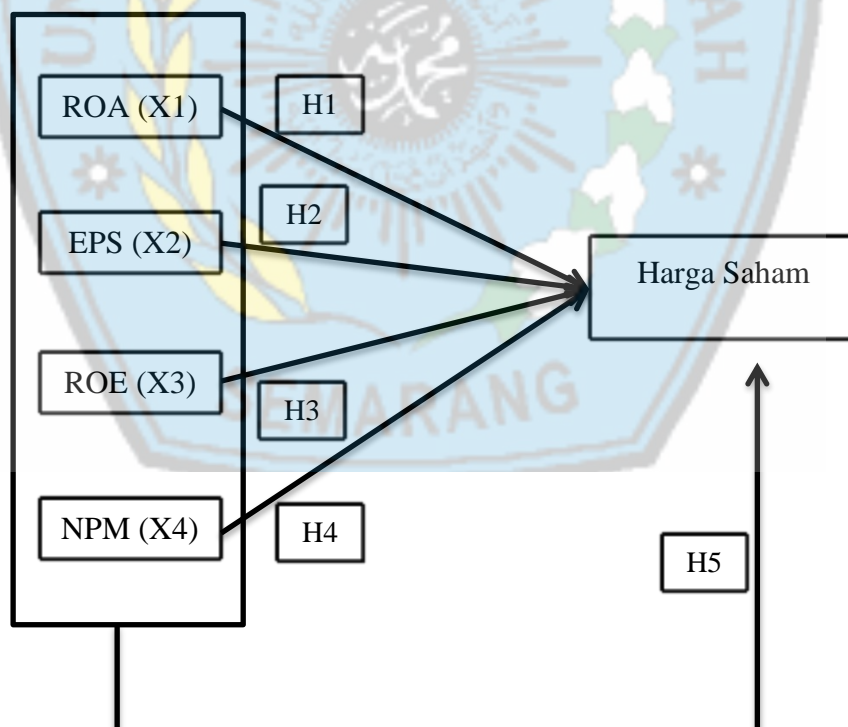 ROA (X1)
H1
H2
EPS (X2)
Harga Saham
ROE (X3)
H3
SEMARANG
NPM (X4)
H4
H5